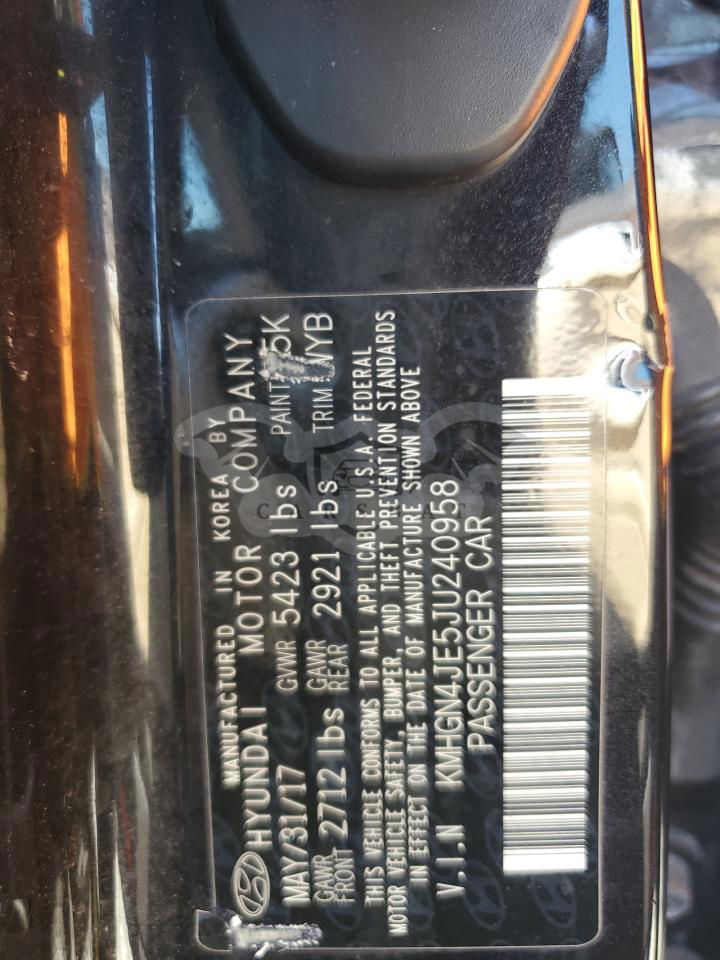 MANUFACTURED IN KOREA BY
HYUNDAI MOTOR COMPANY
MAY/31/17 GVWR 5423 lbs PAINT 5K
GAWR FRONT 2712 lbs GAWR REAR 2921 lbs TRIM WYB
THIS VEHICLE CONFORMS TO ALL APPLICABLE U.S.A. FEDERAL
MOTOR VEHICLE SAFETY, BUMPER, AND THEFT PREVENTION STANDARDS
IN EFFECT ON THE DATE OF MANUFACTURE SHOWN ABOVE
V.I.N KMHGN4JE5JU240958
PASSENGER CAR